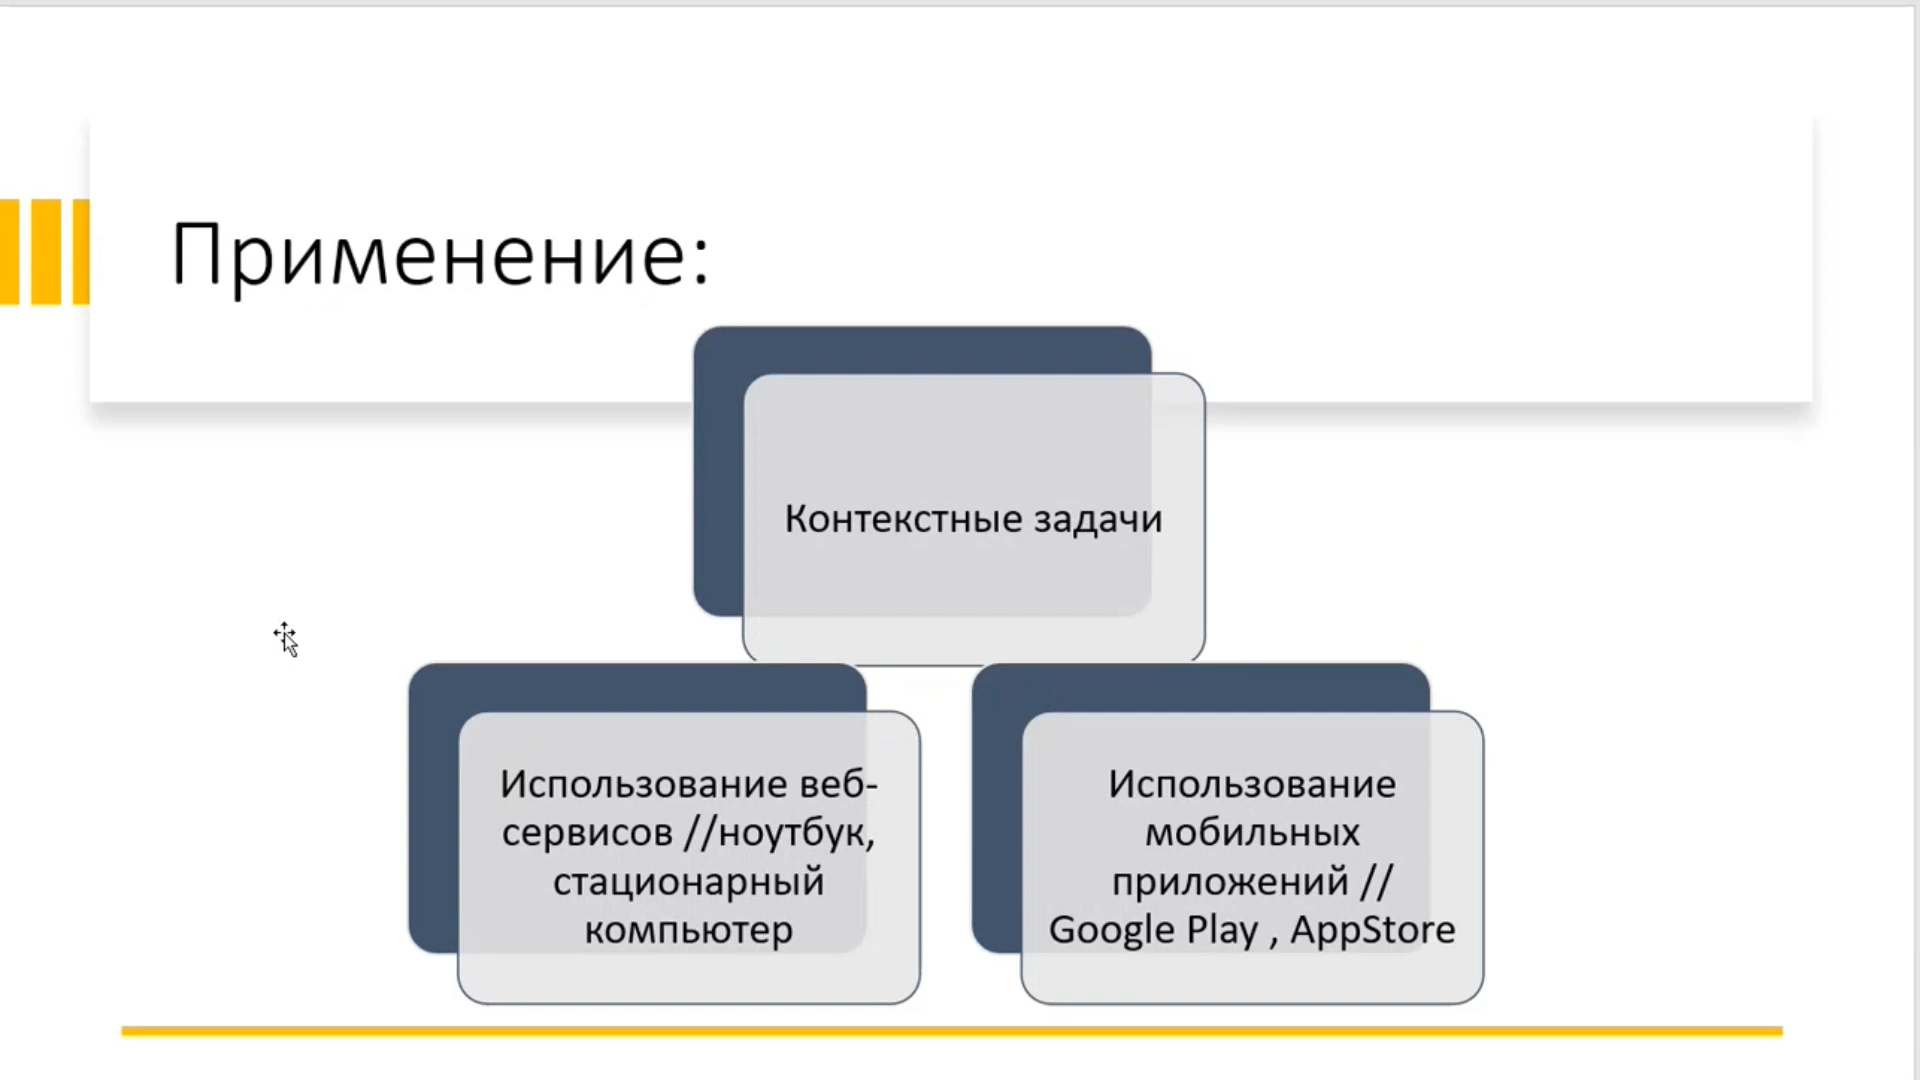 Применение:
Контекстные задачи
Использование веб-
сервисов //ноутбук,
стационарный
компьютер
Использование
мобильных
приложений //
Google Play , AppStore